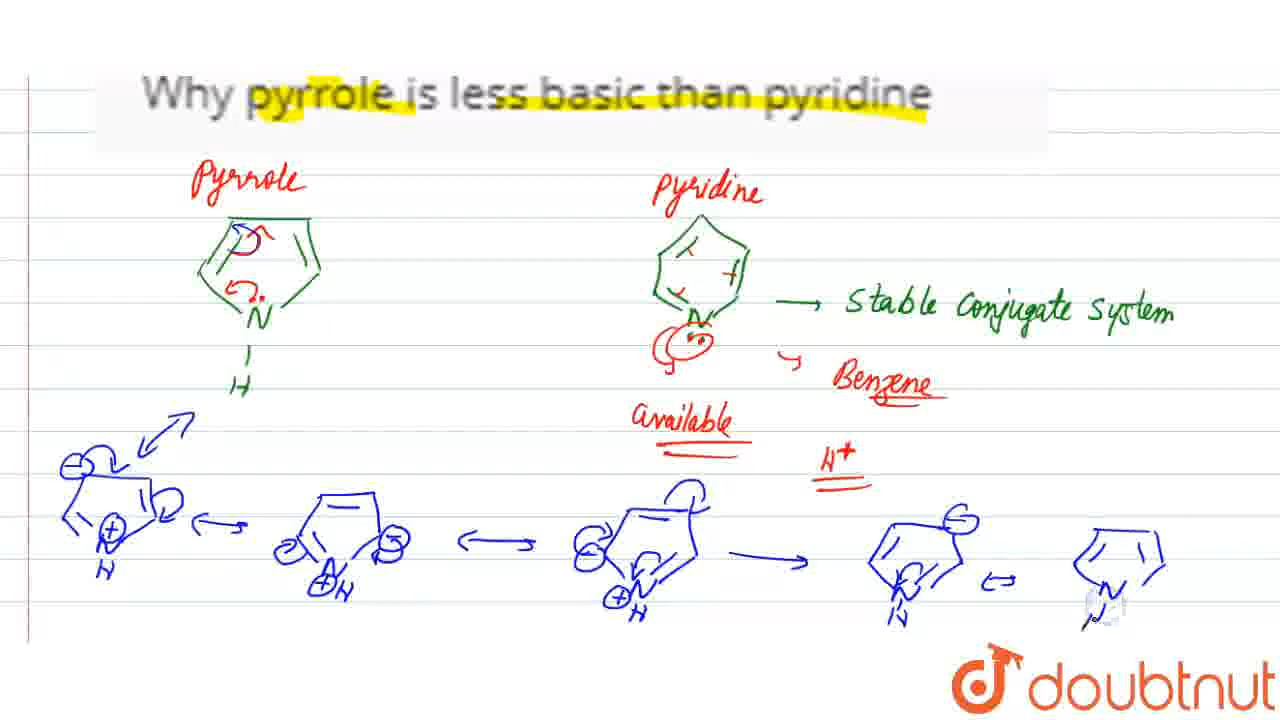 Why pyrrole is less basic than pyridine
Pyrrole
Pyridine
N
H
N
Stable Conjugate System
Benzene
available
H+
N
H
N
H
N
H
N
H
N
doubtnut